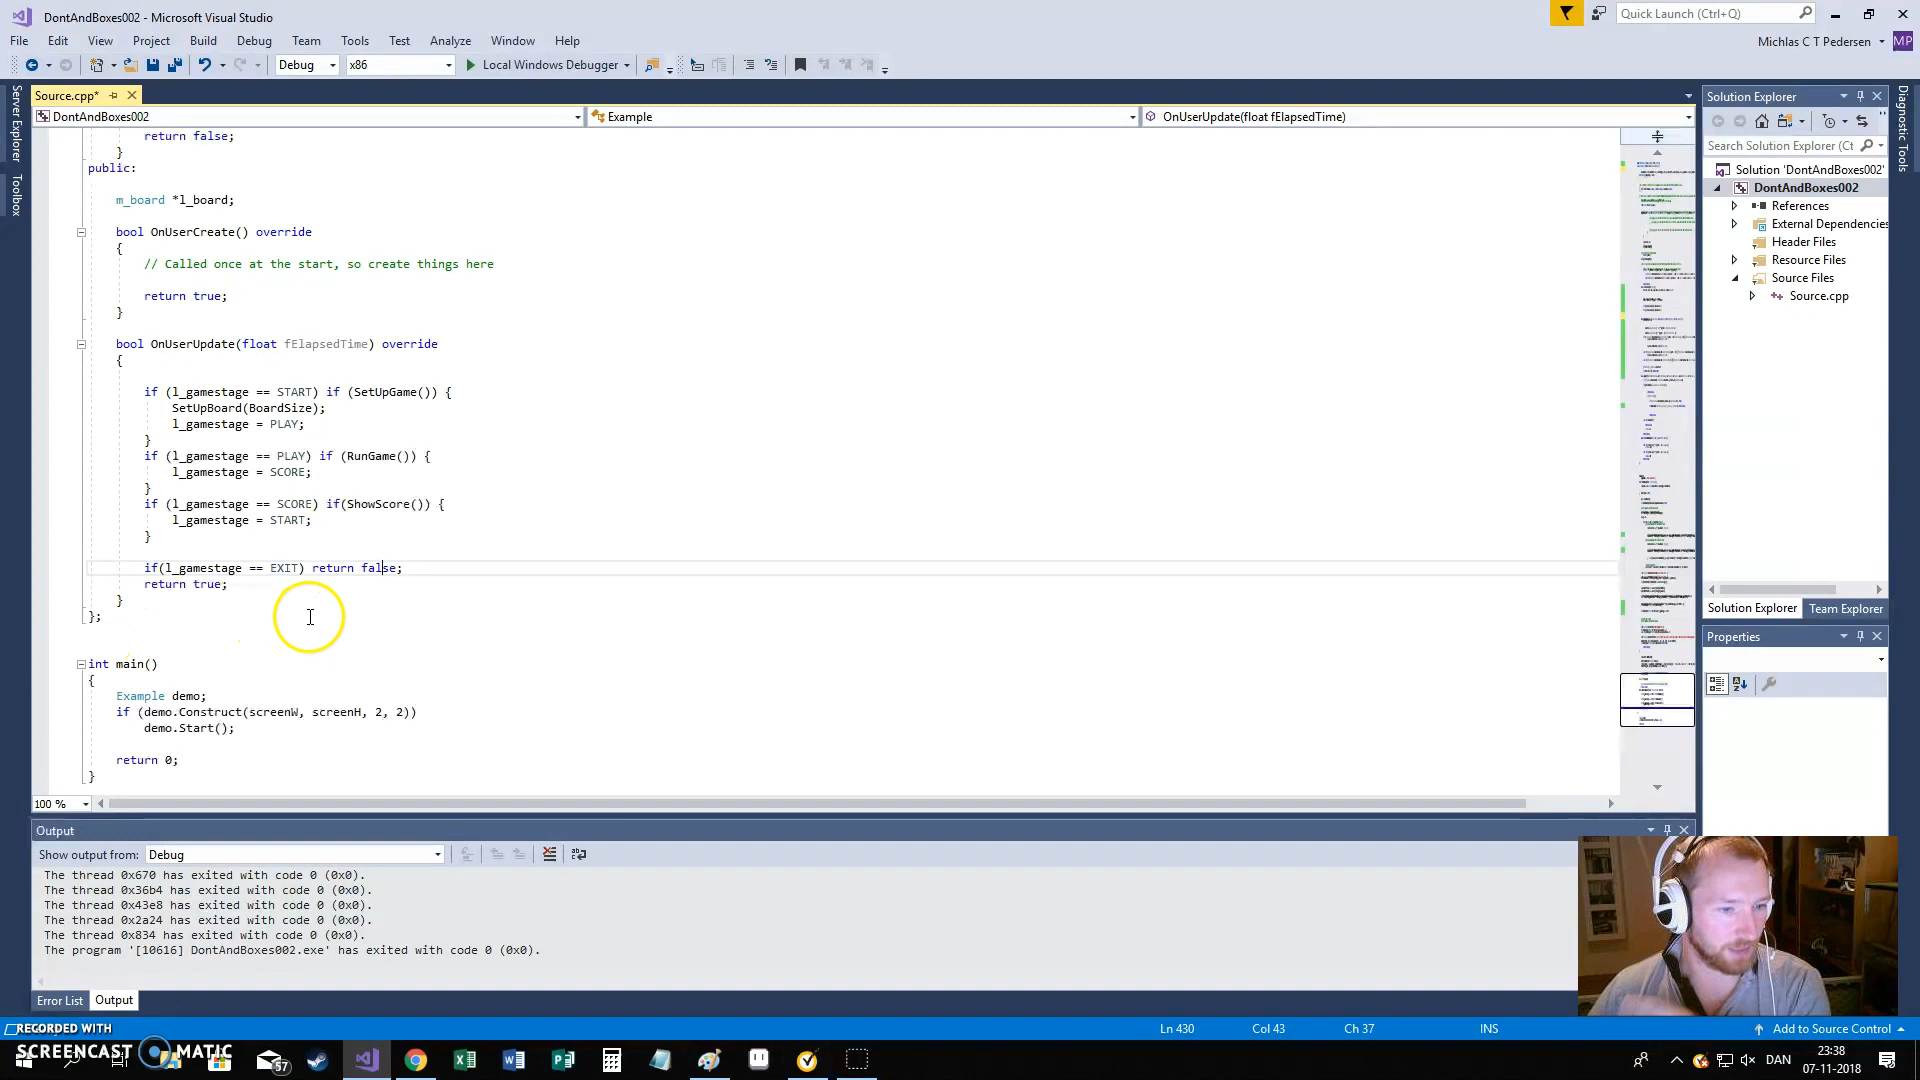 DontAndBoxes002 - Microsoft Visual Studio
Quick Launch (Ctrl+Q)
File Edit View Project Build Debug Team Tools Test Analyze Window Help
Michlas C T Pedersen
MP
Debug x86 Local Windows Debugger
Server Explorer
Toolbox
Source.cpp*
DontAndBoxes002
Example
OnUserUpdate(float fElapsedTime)
return false;
}
public:
m_board *l_board;
bool OnUserCreate() override
{
// Called once at the start, so create things here
return true;
}
bool OnUserUpdate(float fElapsedTime) override
{
if (l_gamestage == START) if (SetUpGame()) {
SetUpBoard(BoardSize);
l_gamestage = PLAY;
}
if (l_gamestage == PLAY) if (RunGame()) {
l_gamestage = SCORE;
}
if (l_gamestage == SCORE) if(ShowScore()) {
l_gamestage = START;
}
if(l_gamestage == EXIT) return false;
return true;
}
};
int main()
{
Example demo;
if (demo.Construct(screenW, screenH, 2, 2))
demo.Start();
return 0;
}
100 %
Solution Explorer
Search Solution Explorer (Ct
Solution 'DontAndBoxes002'
DontAndBoxes002
References
External Dependencies
Header Files
Resource Files
Source Files
Source.cpp
Solution Explorer Team Explorer
Properties
Diagnostic Tools
Output
Show output from: Debug
The thread 0x670 has exited with code 0 (0x0).
The thread 0x36b4 has exited with code 0 (0x0).
The thread 0x43e8 has exited with code 0 (0x0).
The thread 0x2a24 has exited with code 0 (0x0).
The thread 0x834 has exited with code 0 (0x0).
The program '[10616] DontAndBoxes002.exe' has exited with code 0 (0x0).
Error List Output
Ln 430 Col 43 Ch 37 INS
Add to Source Control
RECORDED WITH
SCREENCAST MATIC
57
DAN
23:38
07-11-2018